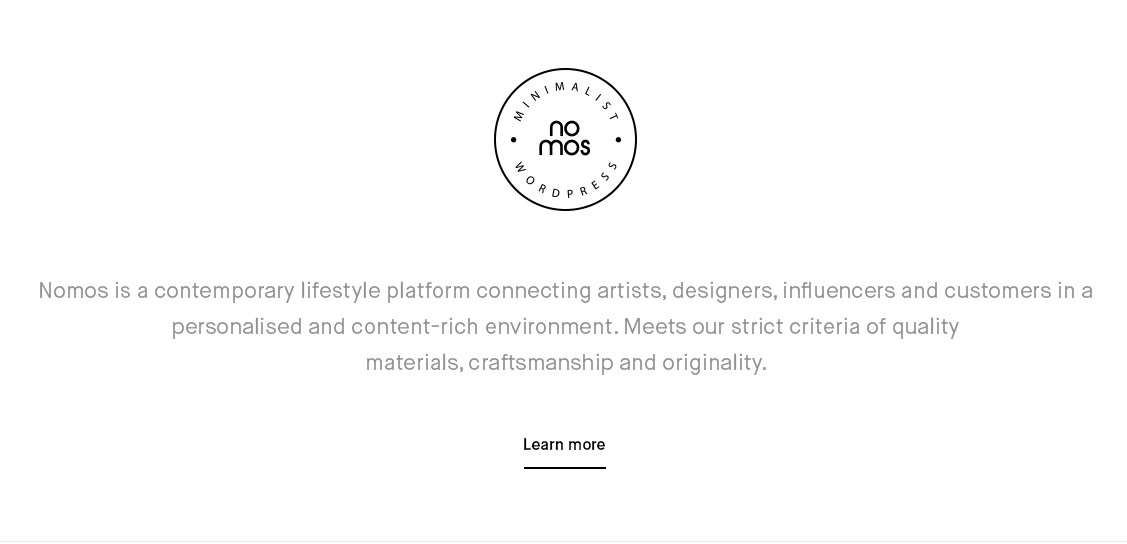 MINIMALIST
no
mos
WORDPRESS
Nomos is a contemporary lifestyle platform connecting artists, designers, influencers and customers in a
personalised and content-rich environment. Meets our strict criteria of quality
materials, craftsmanship and originality.
Learn more